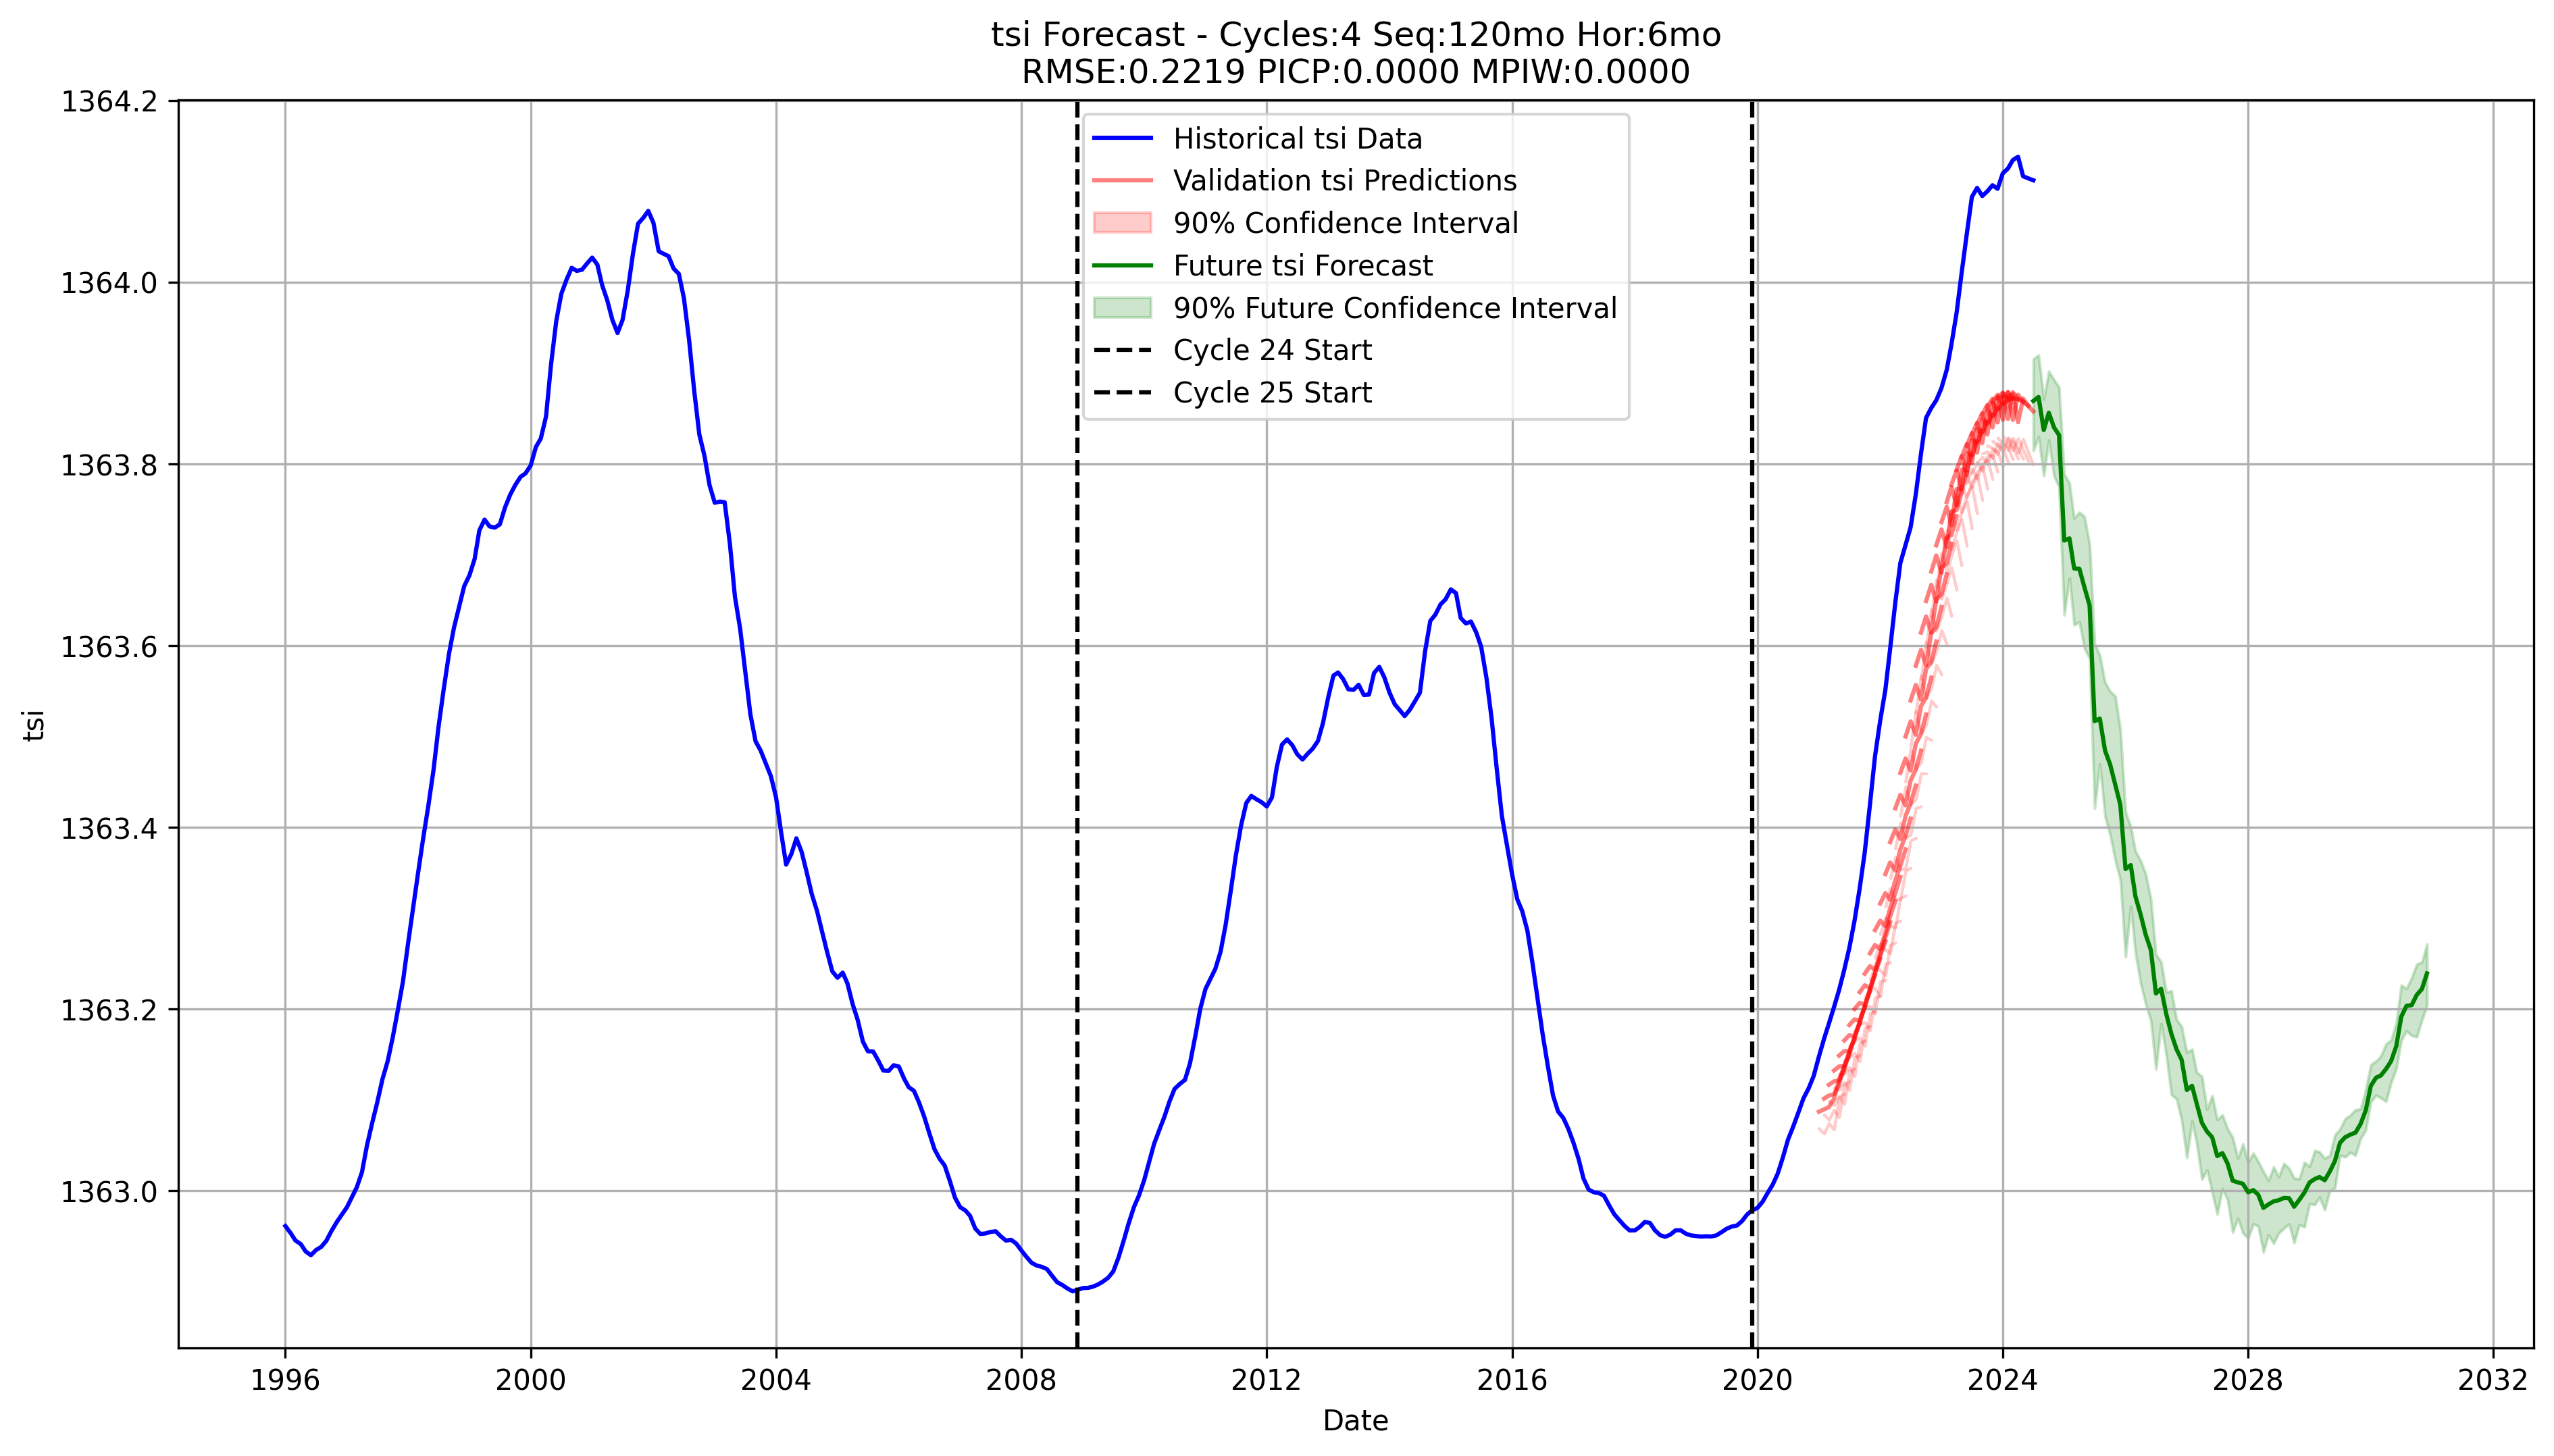 tsi Forecast - Cycles:4 Seq:120mo Hor:6mo
RMSE:0.2219 PICP:0.0000 MPIW:0.0000
1364.2
1364.0
1363.8
1363.6
1363.4
1363.2
1363.0
tsi
Historical tsi Data
Validation tsi Predictions
90% Confidence Interval
Future tsi Forecast
90% Future Confidence Interval
Cycle 24 Start
Cycle 25 Start
1996 2000 2004 2008 2012 2016 2020 2024 2028 2032
Date